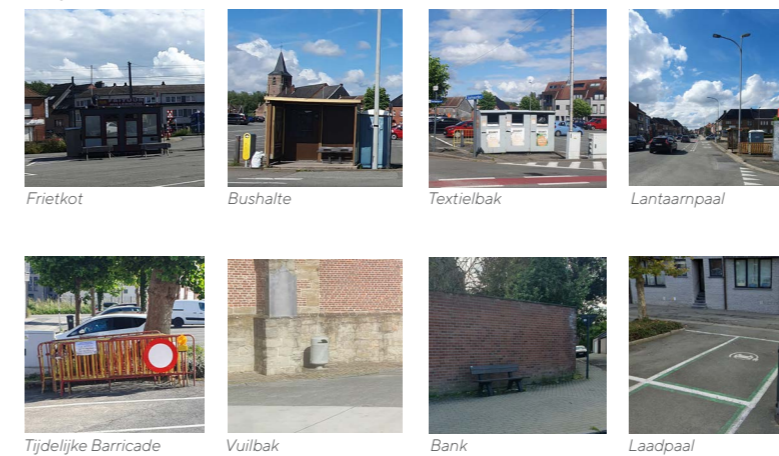 Frietkot
Bushalte
Textielbak
Lantaarnpaal
Tijdelijke Barricade
Vuilbak
Bank
Laadpaal